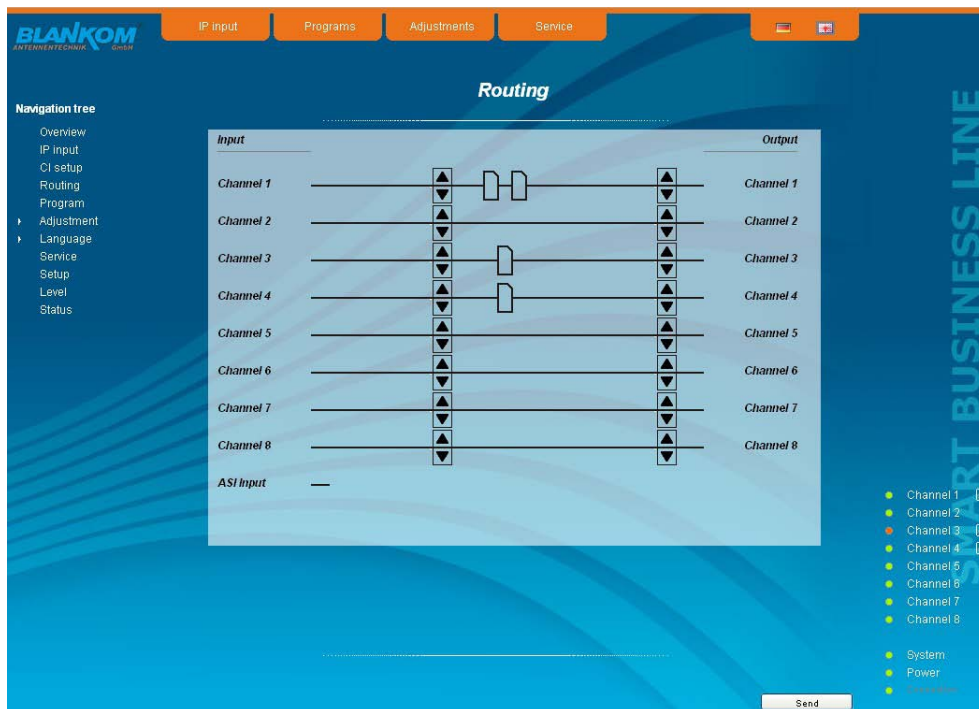 BLANKOM
ANTENNENTECHNIK GmbH
IP input
Programs
Adjustments
Service
Routing
Navigation tree
Overview
IP input
CI setup
Routing
Program
Adjustment
Language
Service
Setup
Level
Status
Input
Output
Channel 1
Channel 1
Channel 2
Channel 2
Channel 3
Channel 3
Channel 4
Channel 4
Channel 5
Channel 5
Channel 6
Channel 6
Channel 7
Channel 7
Channel 8
Channel 8
ASI Input
SMART BUSINESS LINE
Channel 1
Channel 2
Channel 3
Channel 4
Channel 5
Channel 6
Channel 7
Channel 8
System
Power
Send